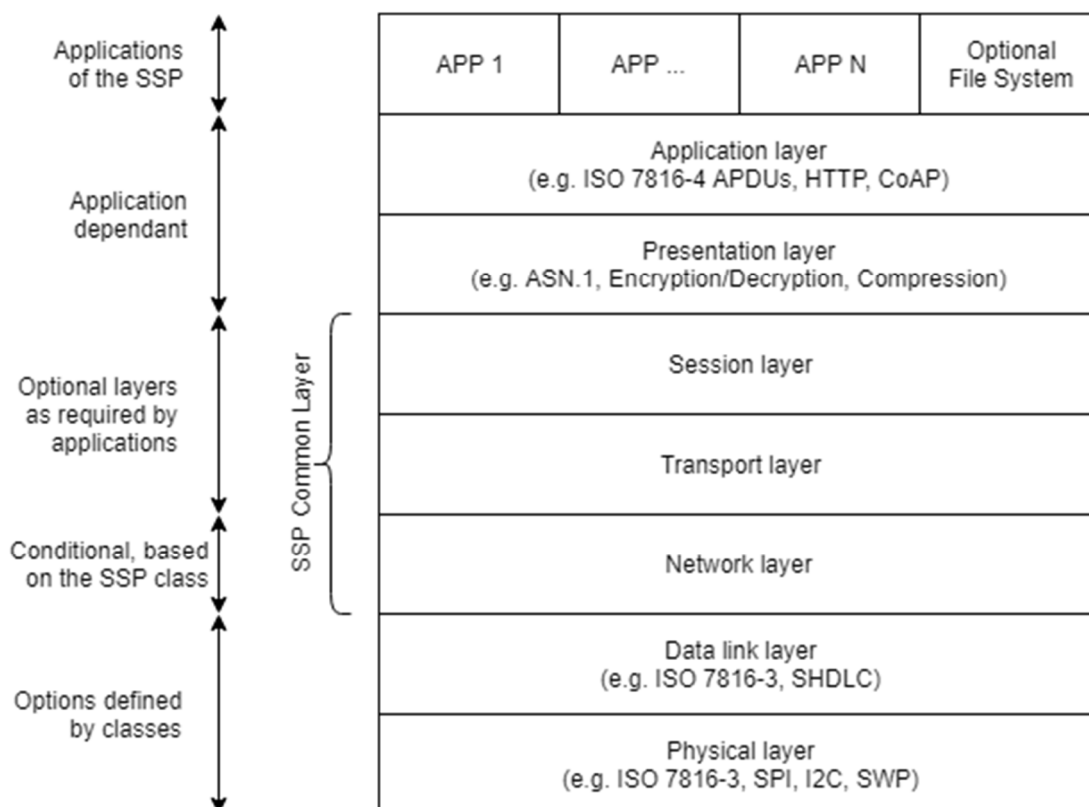 Applications
of the SSP
APP 1
APP ...
APP N
Optional
File System
Application
dependant
Application layer
(e.g. ISO 7816-4 APDUs, HTTP, CoAP)
Presentation layer
(e.g. ASN.1, Encryption/Decryption, Compression)
Optional layers
as required by
applications
SSP Common Layer
Session layer
Transport layer
Conditional, based
on the SSP class
Network layer
Options defined
by classes
Data link layer
(e.g. ISO 7816-3, SHDLC)
Physical layer
(e.g. ISO 7816-3, SPI, I2C, SWP)